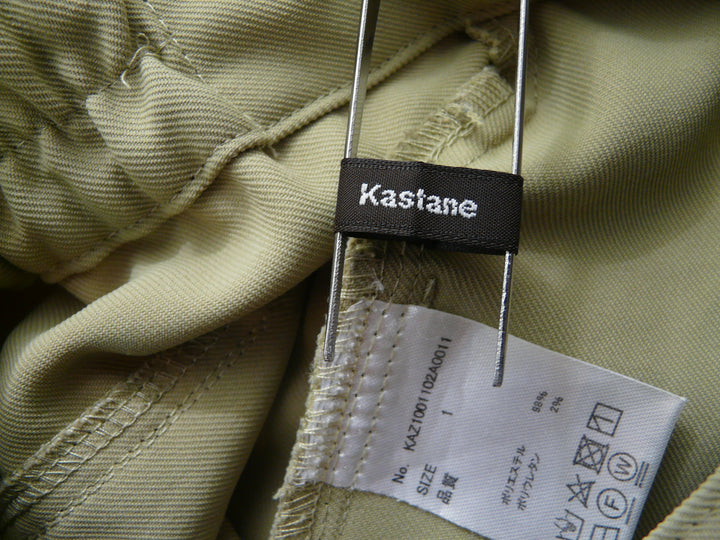 Kastane
No. KAZ1001102A0011
SIZE 1
品質
ポリエステル 98%
ポリウレタン 2%
W
F